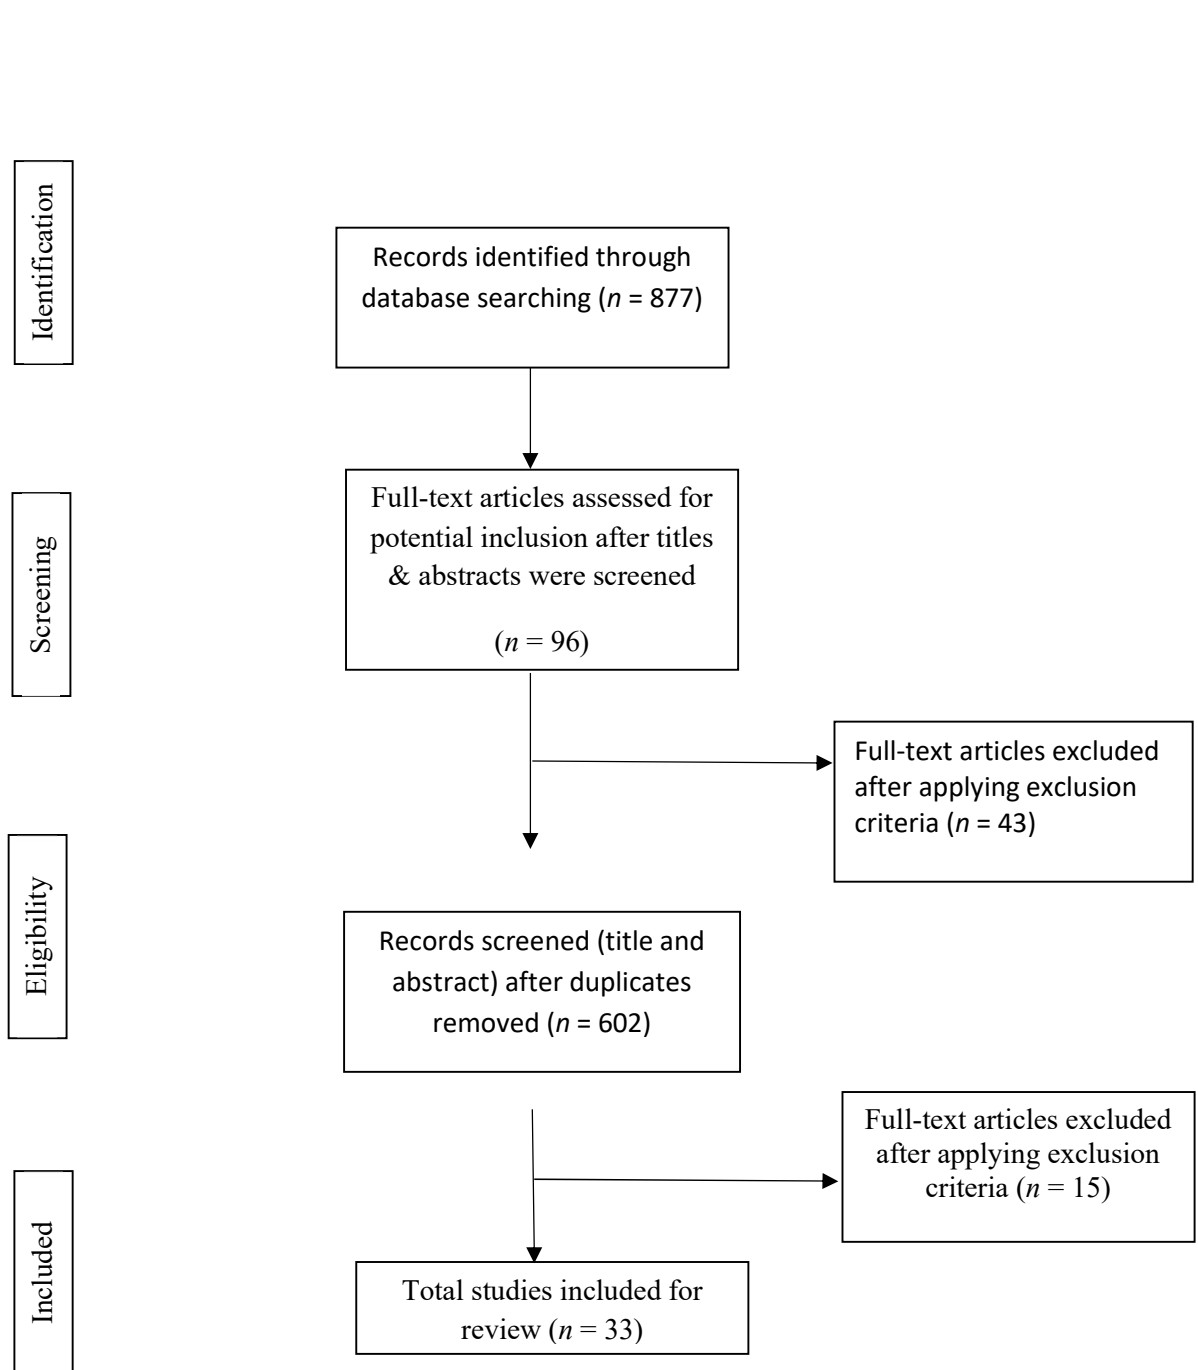 Identification
Records identified through
database searching (n = 877)
Screening
Full-text articles assessed for
potential inclusion after titles
& abstracts were screened
(n = 96)
Full-text articles excluded
after applying exclusion
criteria (n = 43)
Eligibility
Records screened (title and
abstract) after duplicates
removed (n = 602)
Full-text articles excluded
after applying exclusion
criteria (n = 15)
Included
Total studies included for
review (n = 33)